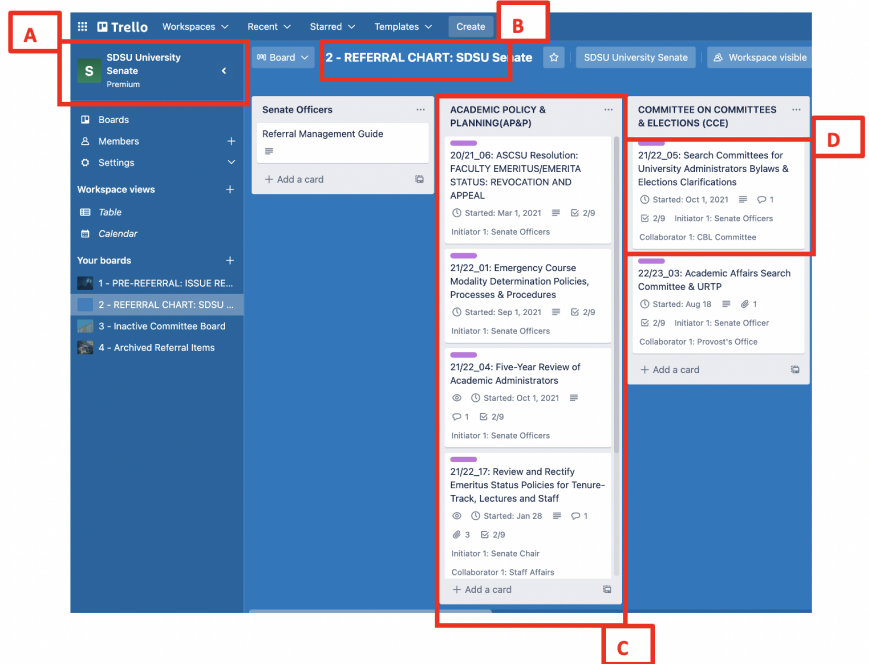 A
B
Trello Workspaces Recent Starred Templates Create
S
SDSU University
Senate
Premium
Board
2 - REFERRAL CHART: SDSU Senate
SDSU University Senate
Workspace visible
Boards
Members
Settings
Workspace views
Table
Calendar
Your boards
1 - PRE-REFERRAL: ISSUE RE...
2 - REFERRAL CHART: SDSU ...
3 - Inactive Committee Board
4 - Archived Referral Items
Senate Officers
Referral Management Guide
+ Add a card
ACADEMIC POLICY &
PLANNING(AP&P)
20/21_06: ASCSU Resolution:
FACULTY EMERITUS/EMERITA
STATUS: REVOCATION AND
APPEAL
Started: Mar 1, 2021 2/9
Initiator 1: Senate Officers
21/22_01: Emergency Course
Modality Determination Policies,
Processes & Procedures
Started: Sep 1, 2021 2/9
Initiator 1: Senate Officers
21/22_04: Five-Year Review of
Academic Administrators
Started: Oct 1, 2021
1 2/9
Initiator 1: Senate Officers
21/22_17: Review and Rectify
Emeritus Status Policies for Tenure-
Track, Lectures and Staff
Started: Jan 28 1
3 2/9
Initiator 1: Senate Chair
Collaborator 1: Staff Affairs
+ Add a card
C
COMMITTEE ON COMMITTEES
& ELECTIONS (CCE)
D
21/22_05: Search Committees for
University Administrators Bylaws &
Elections Clarifications
Started: Oct 1, 2021 1
2/9 Initiator 1: Senate Officers
Collaborator 1: CBL Committee
22/23_03: Academic Affairs Search
Committee & URTP
Started: Aug 18 1
2/9 Initiator 1: Senate Officer
Collaborator 1: Provost's Office
+ Add a card